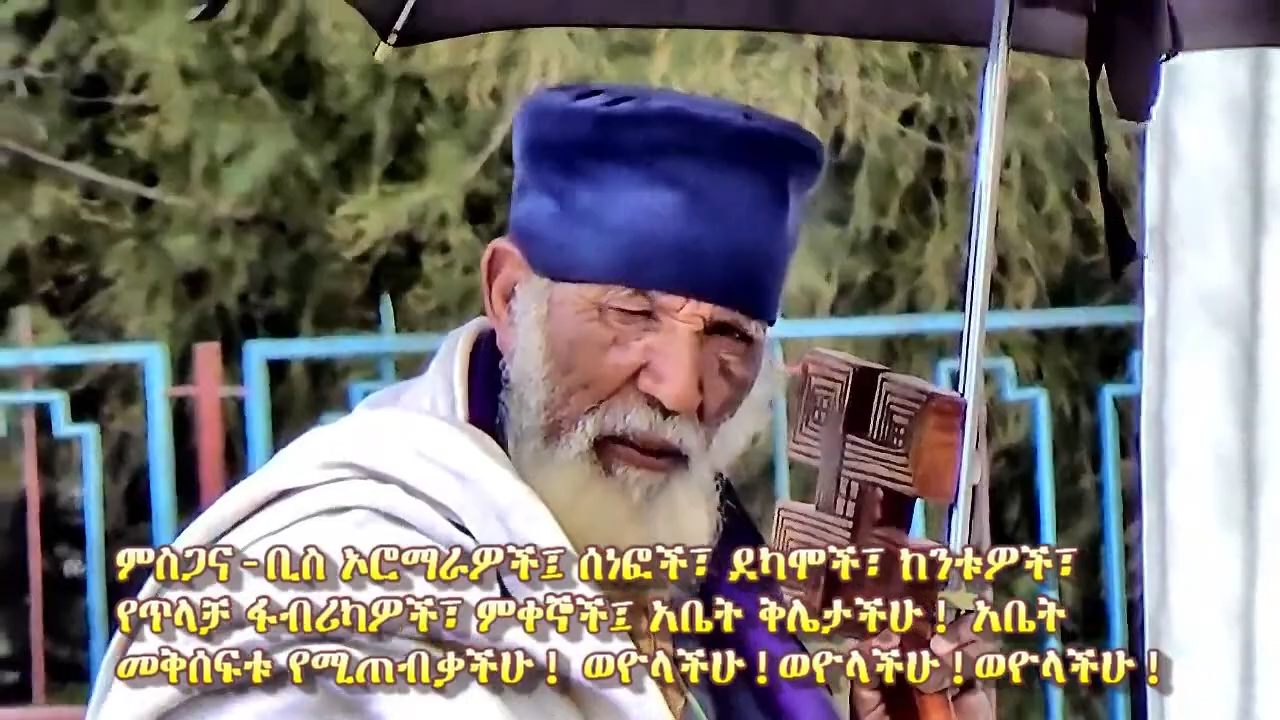 ምስጋና - ቢስ ኦሮማራዎች፤ ሰነፎች፣ ደካሞች፣ ከንቱዎች፣
የጥላቻ ፋብሪካዎች፣ ምቀኞች፤ አቤት ቅሌታችሁ ! አቤት
መቅሰፍቱ የሚጠብቃችሁ ! ወዮላችሁ ! ወዮላችሁ ! ወዮላችሁ !